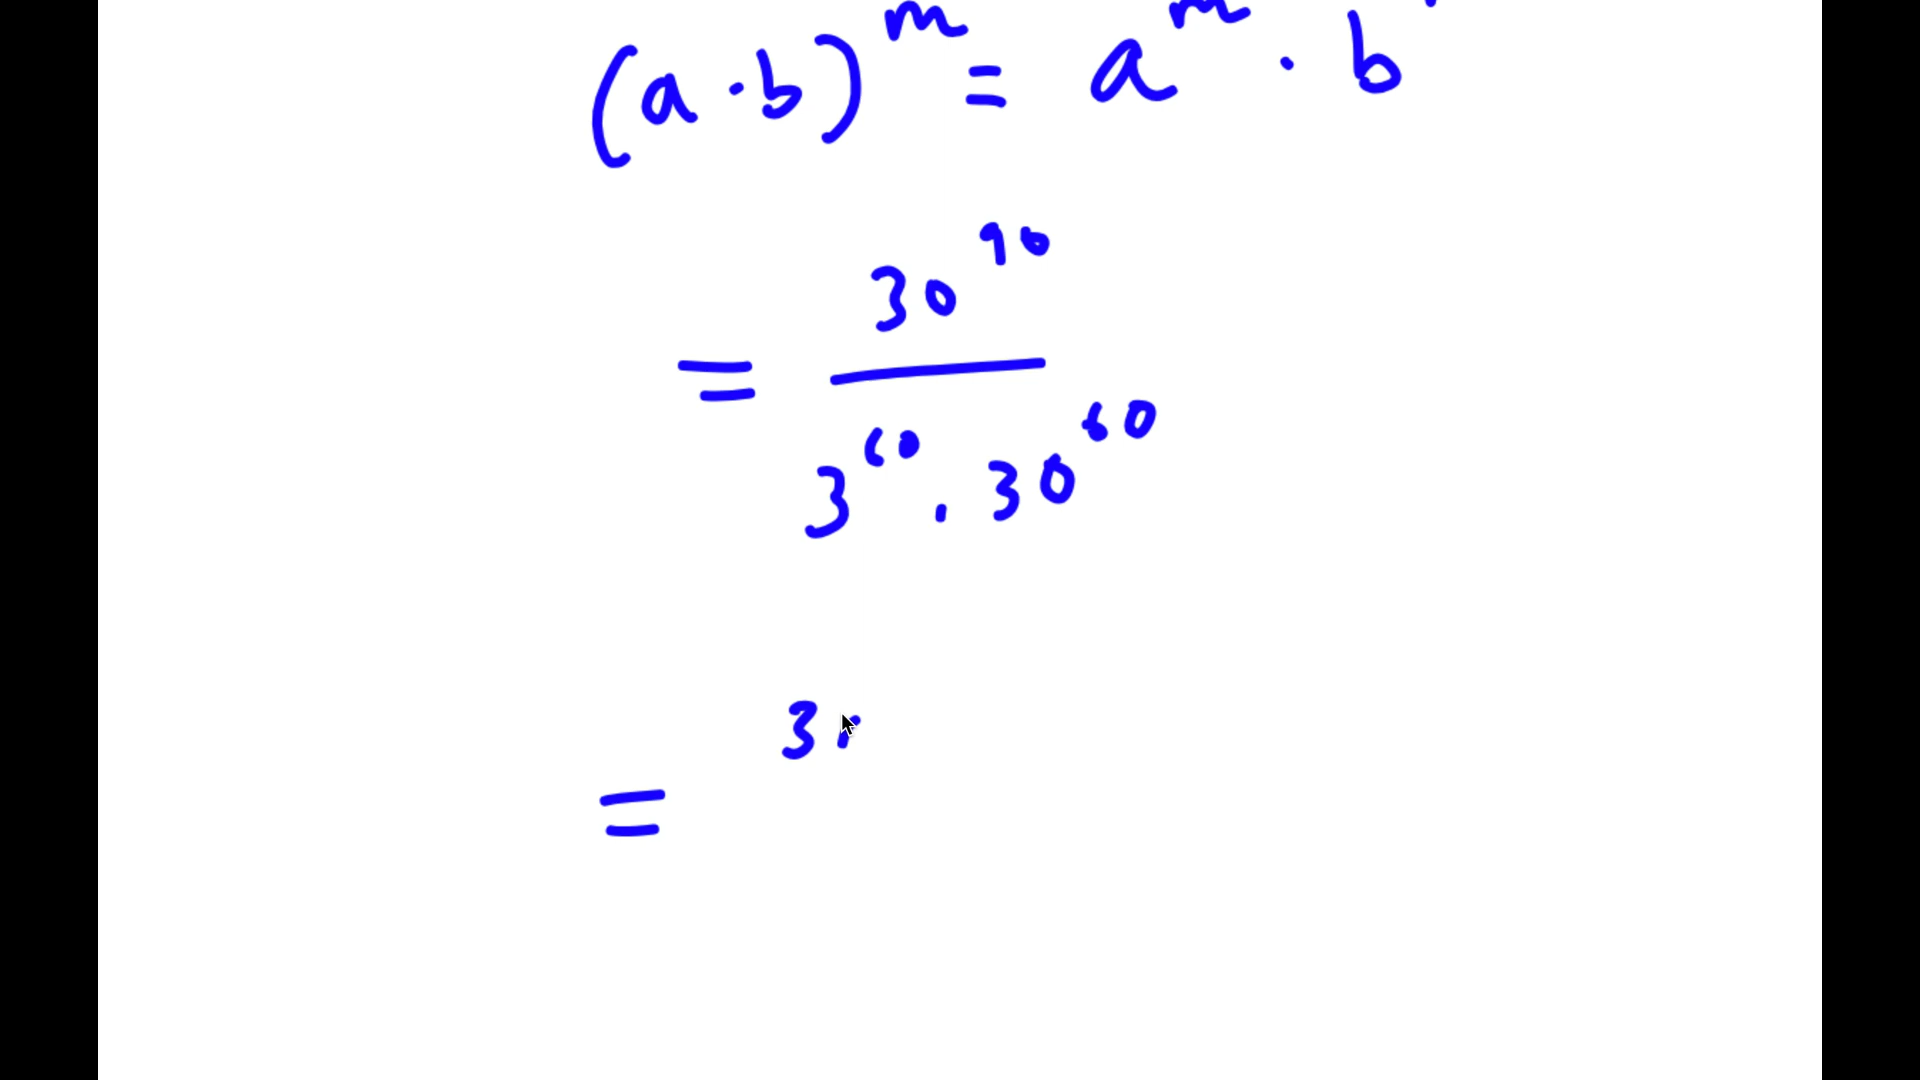 (a·b)^m = a^m · b
= 30^90
3^60 · 30^60
= 3